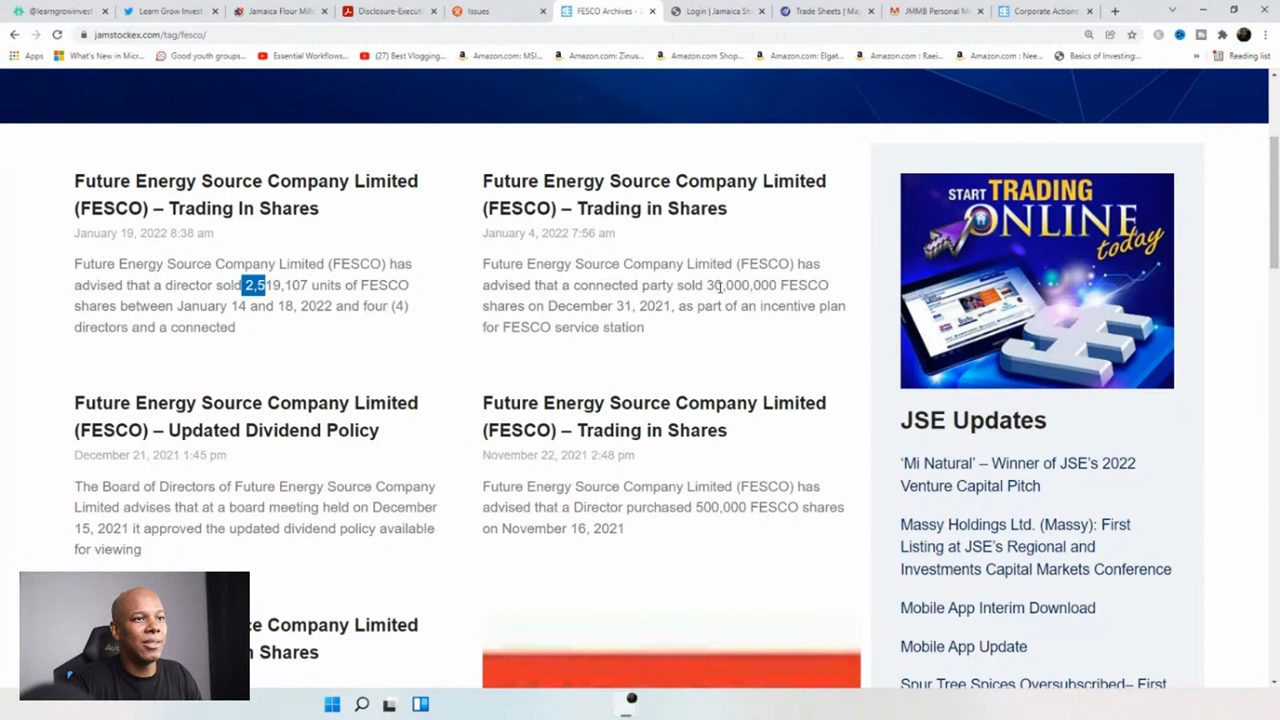 @learngrowinvest
Learn Grow Invest
Jamaica Flour Mills
Disclosure-Execut
Issues
FESCO Archives - J
Login | Jamaica St
Trade Sheets | Ma
JMMB Personal M
Corporate Actions
jamstockex.com/tag/fesco/
Apps
What's New in Micr...
Good youth groups...
Essential Workflows...
(27) Best Vlogging...
Amazon.com: MSI...
Amazon.com: Zinus...
Amazon.com Shop...
Amazon.com: Elgat...
Amazon.com : Raei...
Amazon.com : Nee...
Basics of Investing:...
Reading list
Future Energy Source Company Limited
(FESCO) – Trading In Shares
January 19, 2022 8:38 am
Future Energy Source Company Limited (FESCO) has
advised that a director sold 2,519,107 units of FESCO
shares between January 14 and 18, 2022 and four (4)
directors and a connected
Future Energy Source Company Limited
(FESCO) – Trading in Shares
January 4, 2022 7:56 am
Future Energy Source Company Limited (FESCO) has
advised that a connected party sold 30,000,000 FESCO
shares on December 31, 2021, as part of an incentive plan
for FESCO service station
Future Energy Source Company Limited
(FESCO) – Updated Dividend Policy
December 21, 2021 1:45 pm
The Board of Directors of Future Energy Source Company
Limited advises that at a board meeting held on December
15, 2021 it approved the updated dividend policy available
for viewing
Future Energy Source Company Limited
(FESCO) – Trading in Shares
November 22, 2021 2:48 pm
Future Energy Source Company Limited (FESCO) has
advised that a Director purchased 500,000 FESCO shares
on November 16, 2021
ce Company Limited
n Shares
START TRADING
ONLINE
today
JSE Updates
'Mi Natural' – Winner of JSE's 2022
Venture Capital Pitch
Massy Holdings Ltd. (Massy): First
Listing at JSE's Regional and
Investments Capital Markets Conference
Mobile App Interim Download
Mobile App Update
Spur Tree Spices Oversubscribed– First